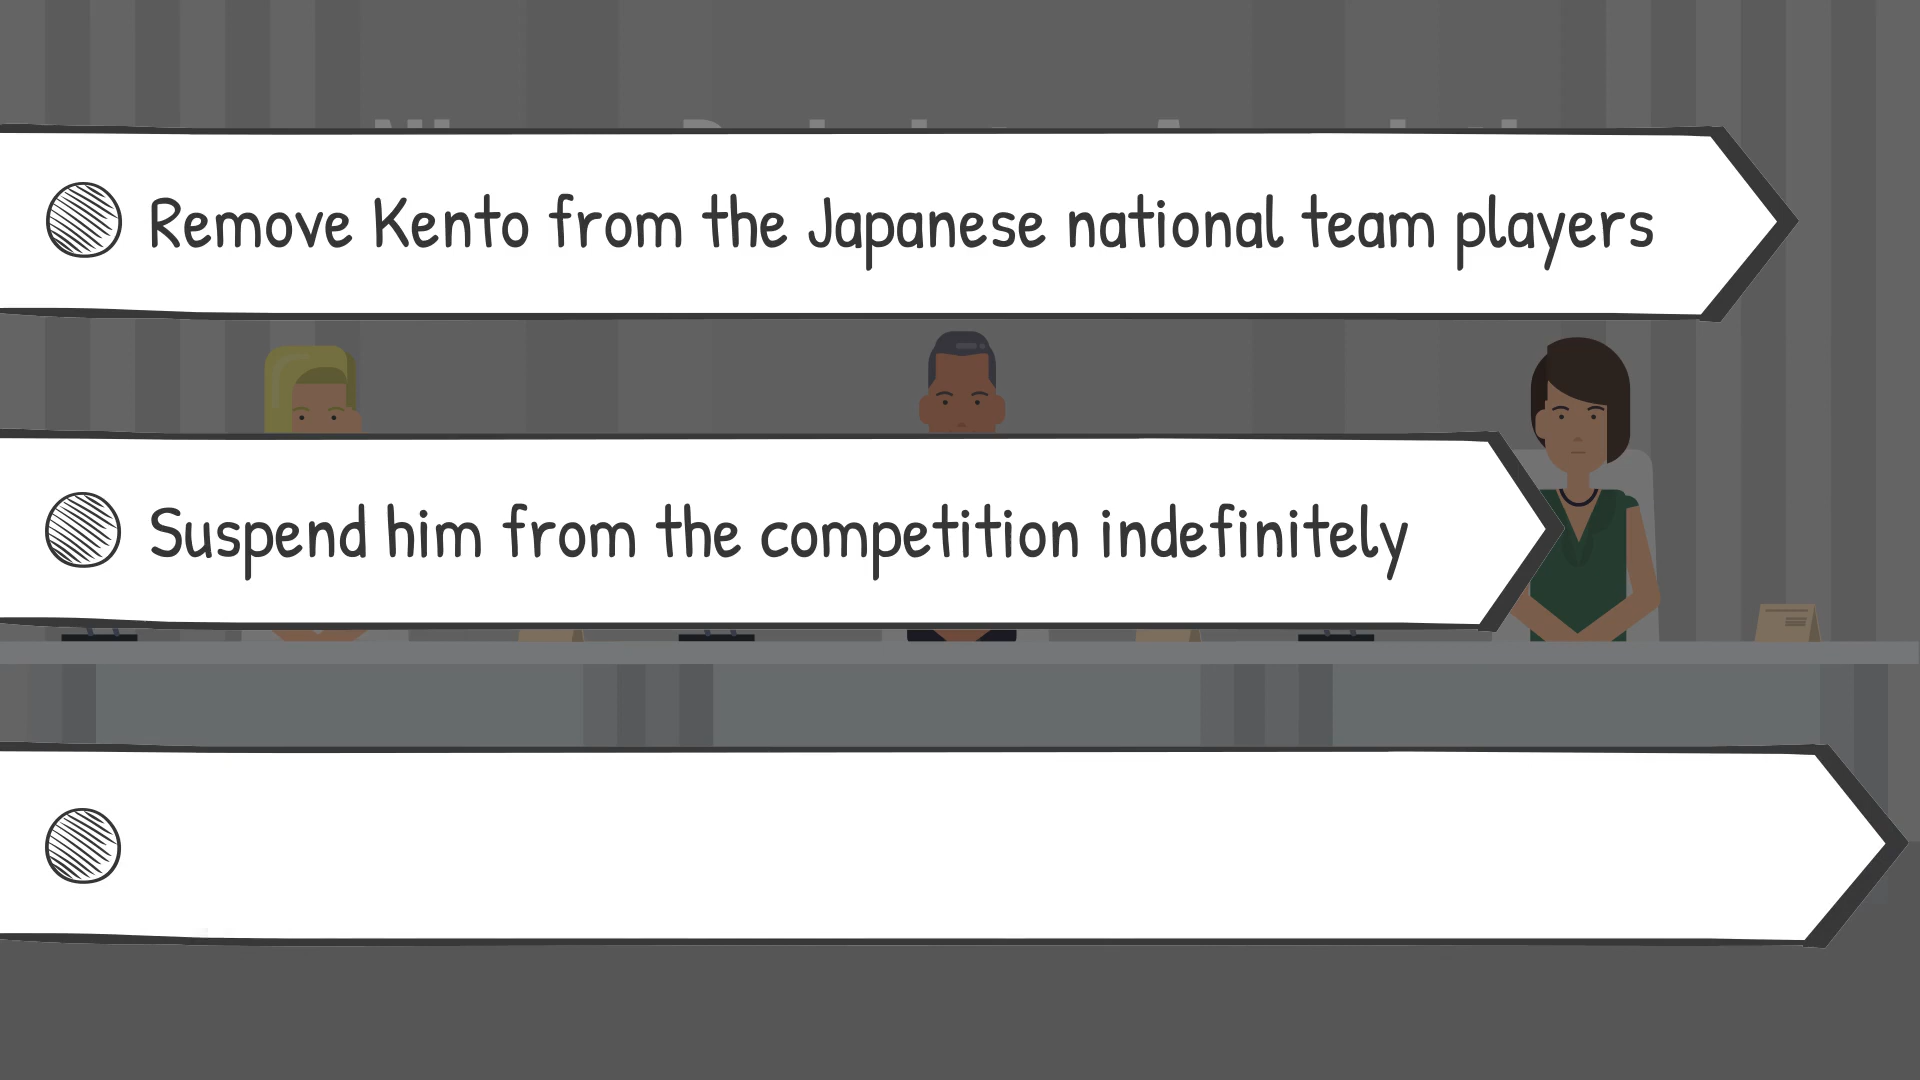 Remove Kento from the Japanese national team players
Suspend him from the competition indefinitely